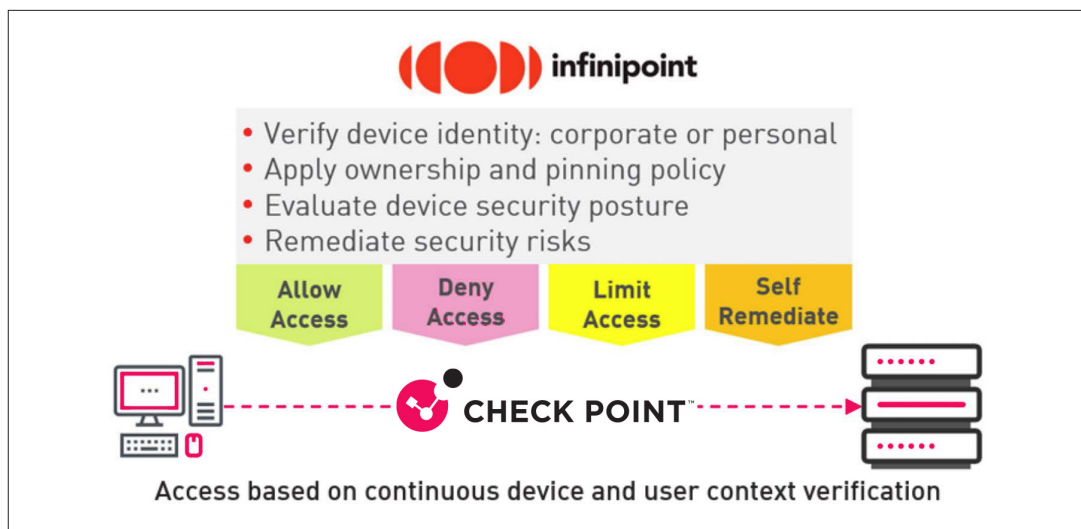 infinipoint
• Verify device identity: corporate or personal
• Apply ownership and pinning policy
• Evaluate device security posture
• Remediate security risks
Allow
Access
Deny
Access
Limit
Access
Self
Remediate
CHECK POINT™
Access based on continuous device and user context verification